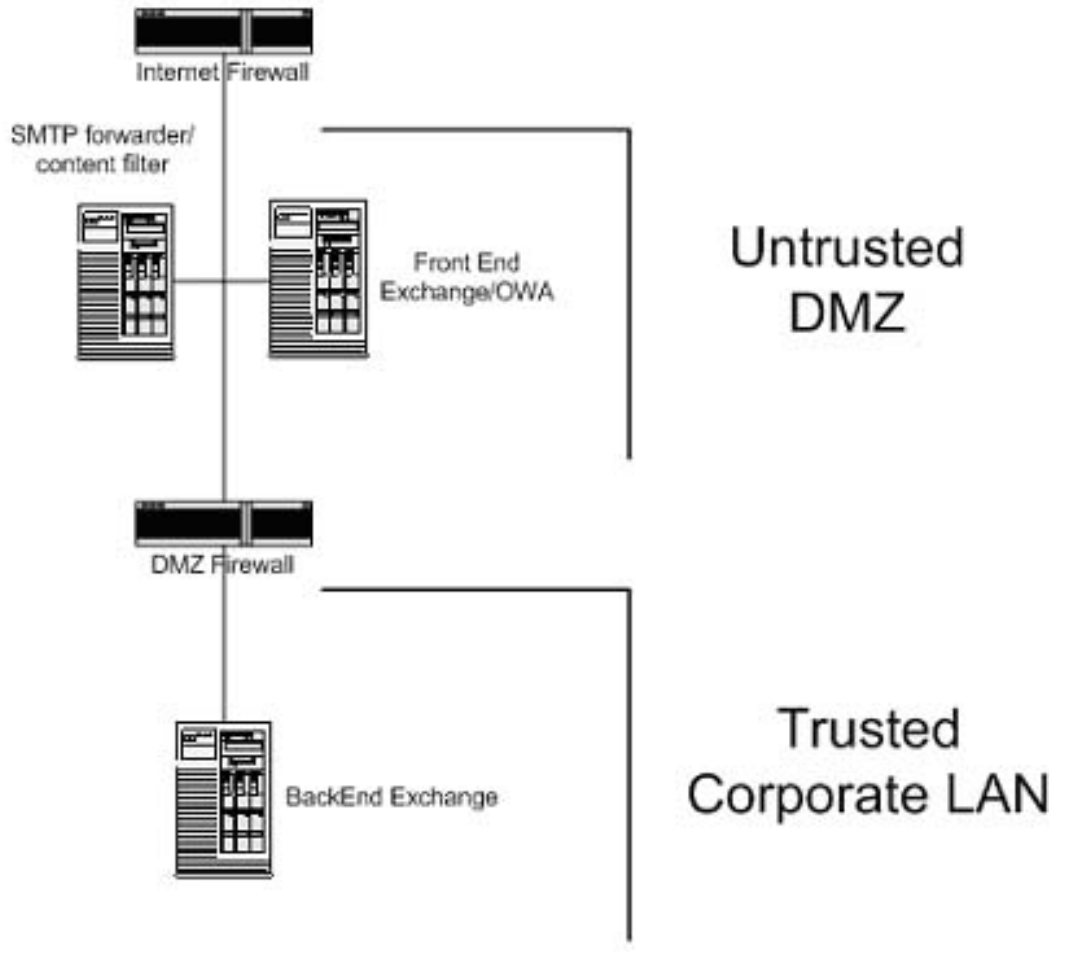 Internet Firewall
SMTP forwarder/
content filter
Front End
Exchange/OWA
Untrusted
DMZ
DMZ Firewall
BackEnd Exchange
Trusted
Corporate LAN